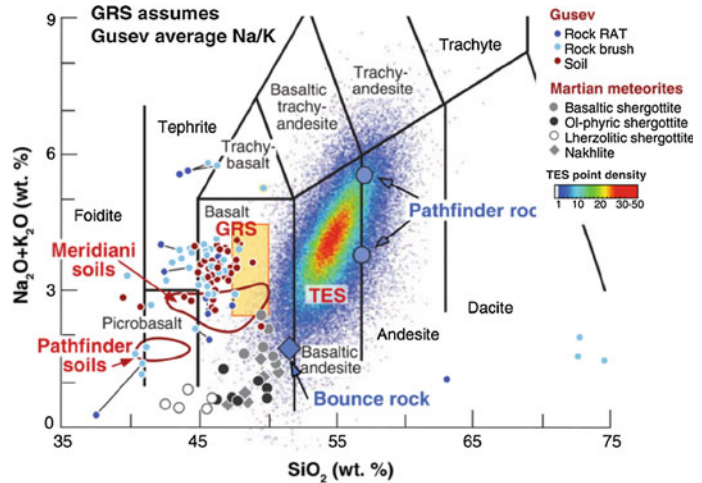 GRS assumes
Gusev average Na/K
Gusev
Rock RAT
Rock brush
Soil
Martian meteorites
Basaltic shergottite
Ol-phyric shergottite
Lherzolitic shergottite
Nakhlite
TES point density
1 10 20 30-50
Na2O+K2O (wt. %)
9
6
3
0
Trachyte
Trachy-
andesite
Basaltic
trachy-
andesite
Tephrite
Trachy-
basalt
Foidite
Basalt
GRS
Pathfinder roc
Meridiani
soils
TES
Picrobasalt
Dacite
Andesite
Pathfinder
soils
Basaltic
andesite
Bounce rock
35 45 55 65 75
SiO2 (wt. %)